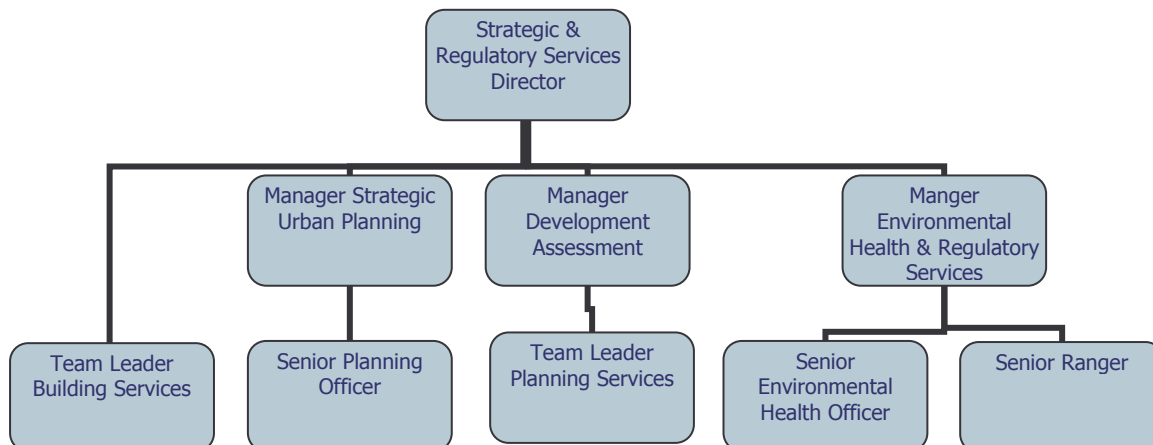 Strategic &
Regulatory Services
Director
Manager Strategic
Urban Planning
Manager
Development
Assessment
Manger
Environmental
Health & Regulatory
Services
Team Leader
Building Services
Senior Planning
Officer
Team Leader
Planning Services
Senior
Environmental
Health Officer
Senior Ranger